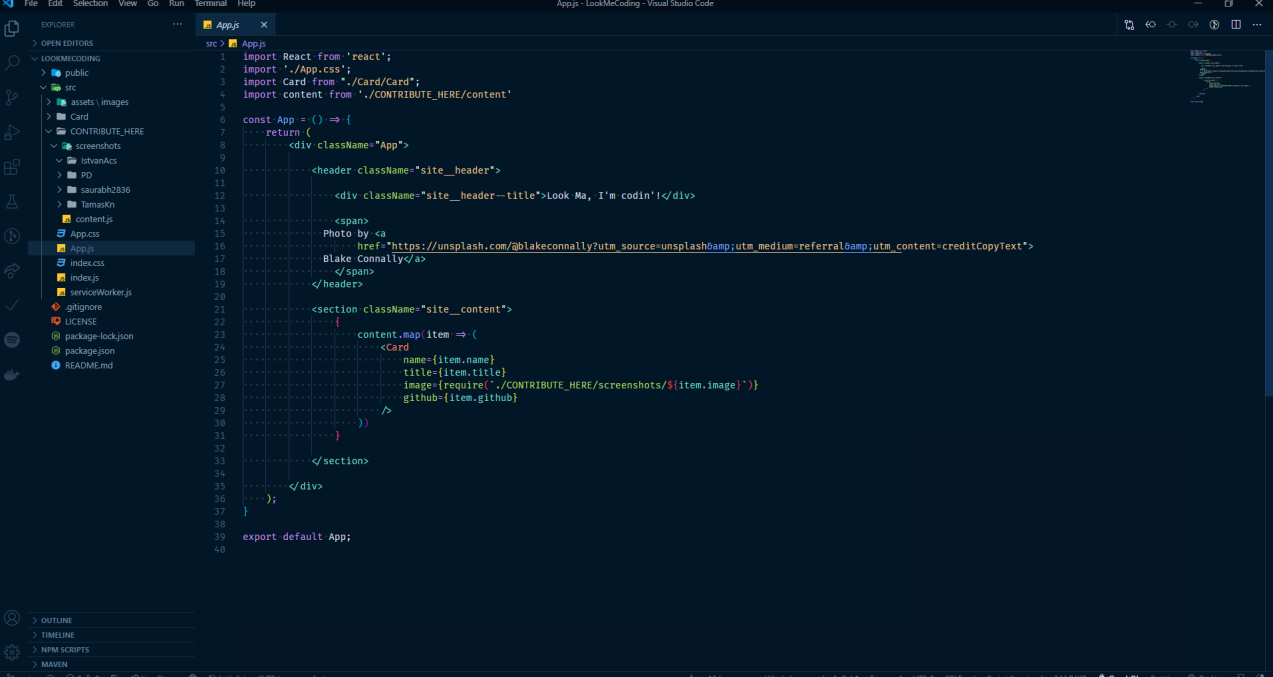 File Edit Selection View Go Run Terminal Help
App.js - LookMeCoding - Visual Studio Code
EXPLORER
OPEN EDITORS
LOOKMECODING
public
src
assets \ images
Card
CONTRIBUTE_HERE
screenshots
IstvanAcs
PD
saurabh2836
TamasKn
content.js
App.css
App.js
index.css
index.js
serviceWorker.js
.gitignore
LICENSE
package-lock.json
package.json
README.md
OUTLINE
TIMELINE
NPM SCRIPTS
MAVEN
App.js
src > App.js
1 import React from 'react';
2 import './App.css';
3 import Card from "./Card/Card";
4 import content from './CONTRIBUTE_HERE/content'
5
6 const App = () => {
7 return (
8 <div className="App">
9
10 <header className="site__header">
11
12 <div className="site__header--title">Look Ma, I'm codin'!</div>
13
14 <span>
15 Photo by <a
16 href="https://unsplash.com/@blakeconnally?utm_source=unsplash&amp;utm_medium=referral&amp;utm_content=creditCopyText">
17 Blake Connally</a>
18 </span>
19 </header>
20
21 <section className="site__content">
22 {
23 content.map(item => (
24 <Card
25 name={item.name}
26 title={item.title}
27 image={require(`./CONTRIBUTE_HERE/screenshots/${item.image}`)}
28 github={item.github}
29 />
30 ))
31 }
32
33 </section>
34
35 </div>
36 );
37 }
38
39 export default App;
40